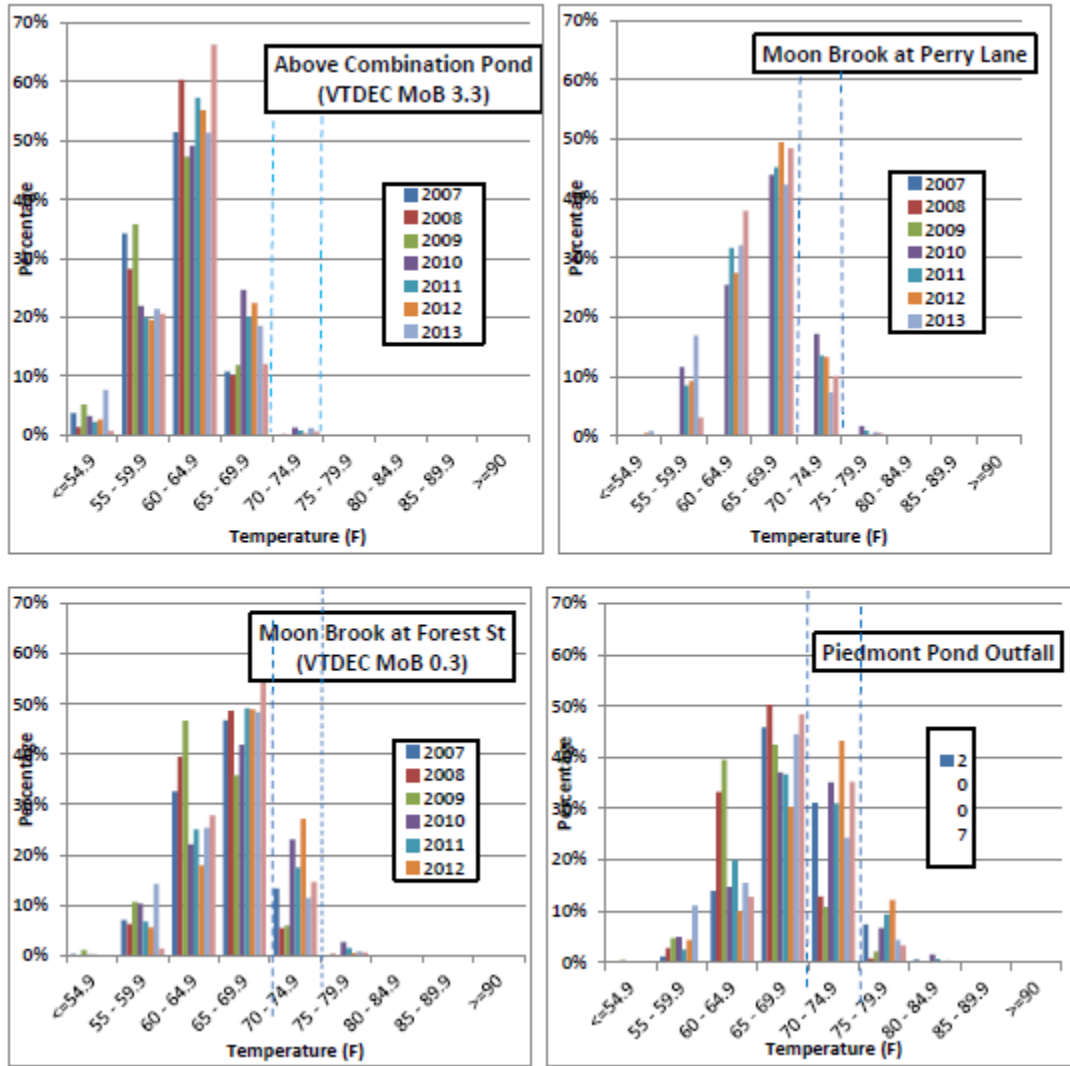 70%
60%
50%
40%
30%
20%
10%
0%
Percentage
Above Combination Pond
(VTDEC MoB 3.3)
2007
2008
2009
2010
2011
2012
2013
<=54.9
55 - 59.9
60 - 64.9
65 - 69.9
70 - 74.9
75 - 79.9
80 - 84.9
85 - 89.9
>=90
Temperature (F)
70%
60%
50%
40%
30%
20%
10%
0%
Percentage
Moon Brook at Perry Lane
2007
2008
2009
2010
2011
2012
2013
<=54.9
55 - 59.9
60 - 64.9
65 - 69.9
70 - 74.9
75 - 79.9
80 - 84.9
85 - 89.9
>=90
Temperature (F)
70%
60%
50%
40%
30%
20%
10%
0%
Percentage
Moon Brook at Forest St
(VTDEC MoB 0.3)
2007
2008
2009
2010
2011
2012
<=54.9
55 - 59.9
60 - 64.9
65 - 69.9
70 - 74.9
75 - 79.9
80 - 84.9
85 - 89.9
>=90
Temperature (F)
70%
60%
50%
40%
30%
20%
10%
0%
Percentage
Piedmont Pond Outfall
2
0
0
7
<=54.9
55 - 59.9
60 - 64.9
65 - 69.9
70 - 74.9
75 - 79.9
80 - 84.9
85 - 89.9
>=90
Temperature (F)